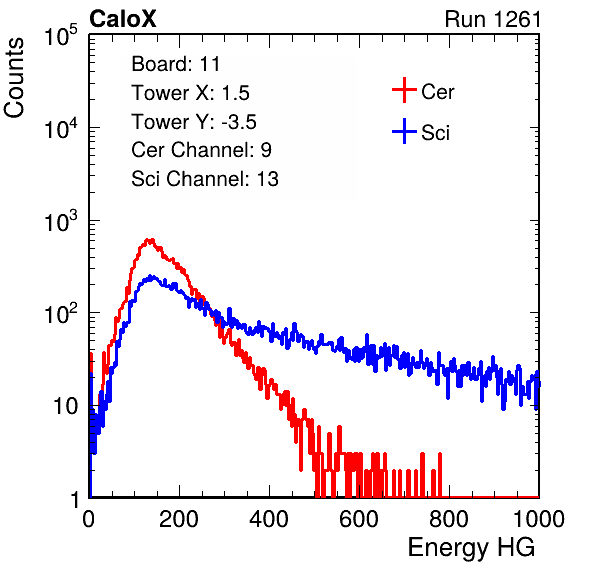 CaloX Run 1261
Counts
Board: 11
Tower X: 1.5
Tower Y: -3.5
Cer Channel: 9
Sci Channel: 13
Cer
Sci
10^5
10^4
10^3
10^2
10
1
0 200 400 600 800 1000
Energy HG